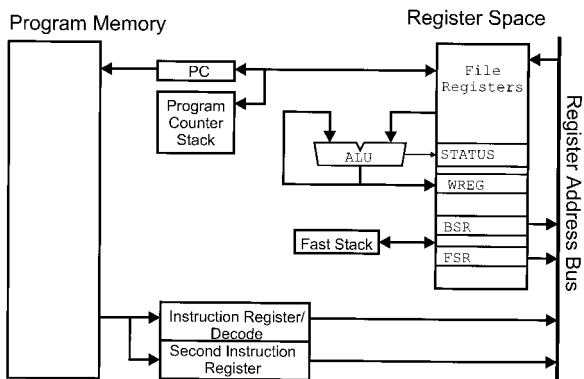 Program Memory
Register Space
PC
File
Registers
Program
Counter
Stack
ALU
STATUS
WREG
BSR
Fast Stack
FSR
Register Address Bus
Instruction Register/
Decode
Second Instruction
Register